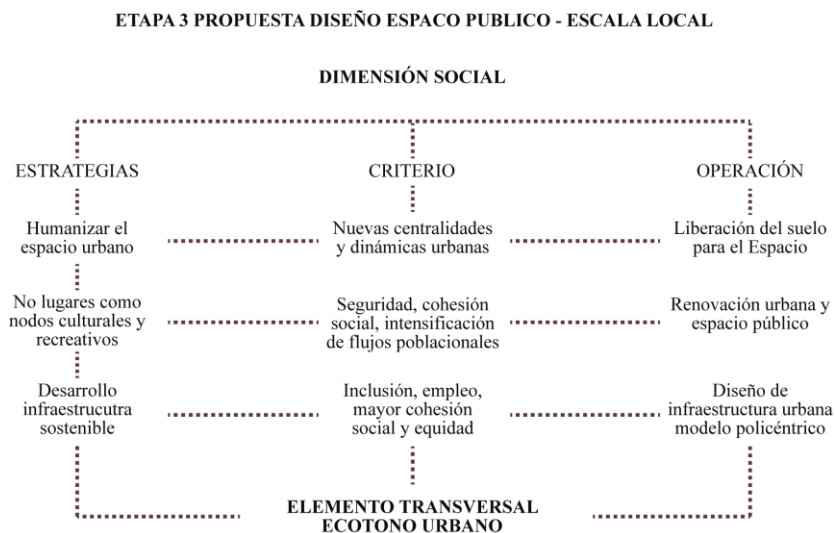 ETAPA 3 PROPUESTA DISEÑO ESPACO PUBLICO - ESCALA LOCAL
DIMENSIÓN SOCIAL
ESTRATEGIAS
CRITERIO
OPERACIÓN
Humanizar el
espacio urbano
Nuevas centralidades
y dinámicas urbanas
Liberación del suelo
para el Espacio
No lugares como
nodos culturales y
recreativos
Seguridad, cohesión
social, intensificación
de flujos poblacionales
Renovación urbana y
espacio público
Desarrollo
infraestrucutra
sostenible
Inclusión, empleo,
mayor cohesión
social y equidad
Diseño de
infraestructura urbana
modelo policéntrico
ELEMENTO TRANSVERSAL
ECOTONO URBANO